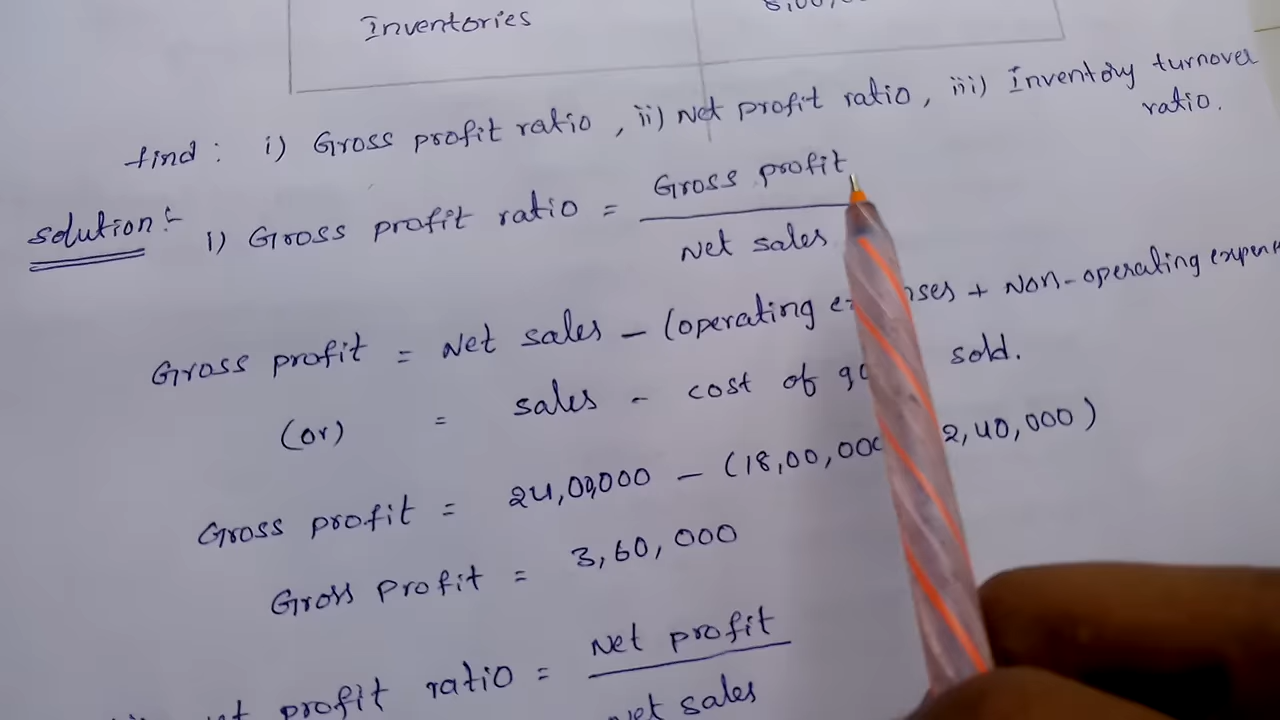 Inventories
find: i) Gross profit ratio, ii) Net profit ratio, iii) Inventory turnover ratio.
Solution:-
i) Gross profit ratio = Gross profit
Net sales
Gross profit = Net sales - (operating + Non-operating
(or) = sales - cost of sold.
Gross profit = 24,00,000 - (18,00,000 2,40,000)
Gross Profit = 3,60,000
profit ratio = Net profit
Net sales